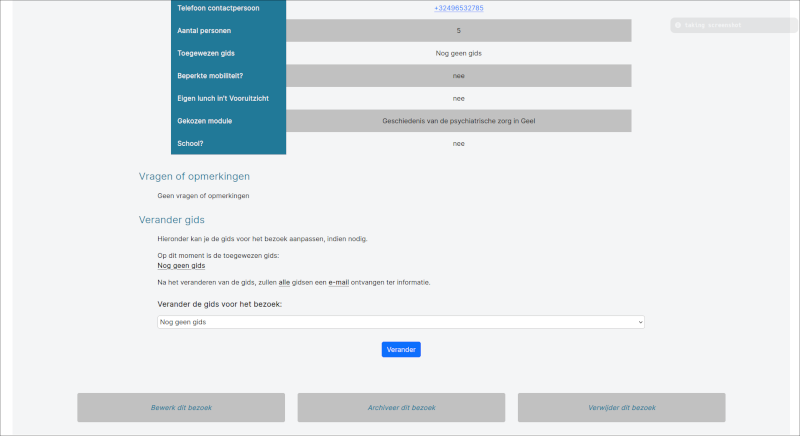 Telefoon contactpersoon +32496532785
Aantal personen 5
Toegewezen gids Nog geen gids
Beperkte mobiliteit? nee
Eigen lunch in't Vooruitzicht nee
Gekozen module Geschiedenis van de psychiatrische zorg in Geel
School? nee
Vragen of opmerkingen
Geen vragen of opmerkingen
Verander gids
Hieronder kan je de gids voor het bezoek aanpassen, indien nodig.
Op dit moment is de toegewezen gids:
Nog geen gids
Na het veranderen van de gids, zullen alle gidsen een e-mail ontvangen ter informatie.
Verander de gids voor het bezoek:
Nog geen gids
Verander
Bewerk dit bezoek Archiveer dit bezoek Verwijder dit bezoek